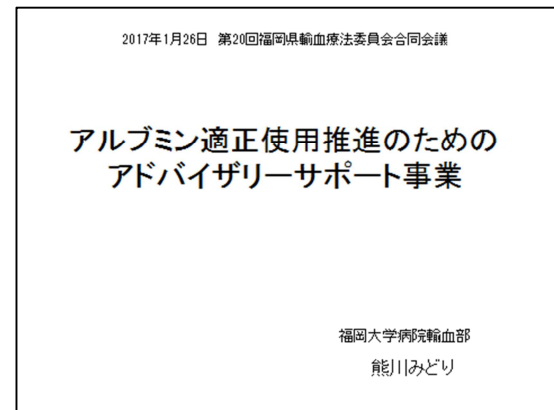 2017年1月26日 第20回福岡県輸血療法委員会合同会議
アルブミン適正使用推進のための
アドバイザリーサポート事業
福岡大学病院輸血部
熊川みどり